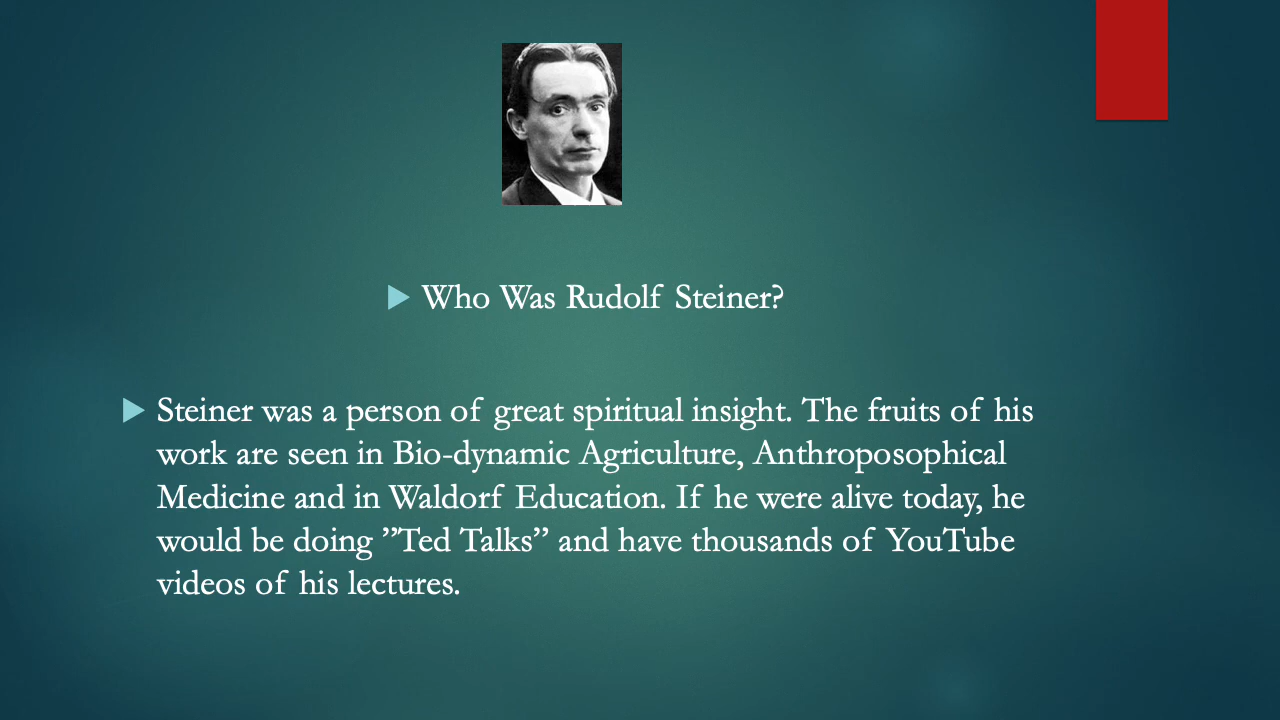 Who Was Rudolf Steiner?
Steiner was a person of great spiritual insight. The fruits of his
work are seen in Bio-dynamic Agriculture, Anthroposophical
Medicine and in Waldorf Education. If he were alive today, he
would be doing ”Ted Talks” and have thousands of YouTube
videos of his lectures.